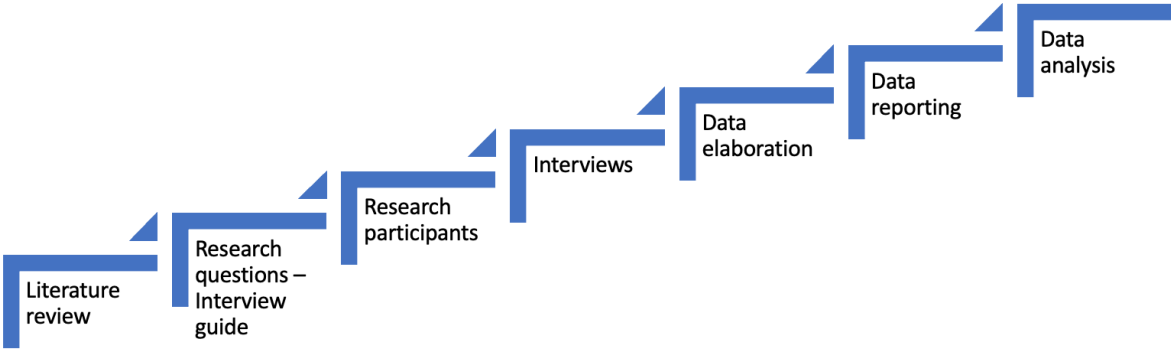 Literature
review
Research
questions –
Interview
guide
Research
participants
Interviews
Data
elaboration
Data
reporting
Data
analysis